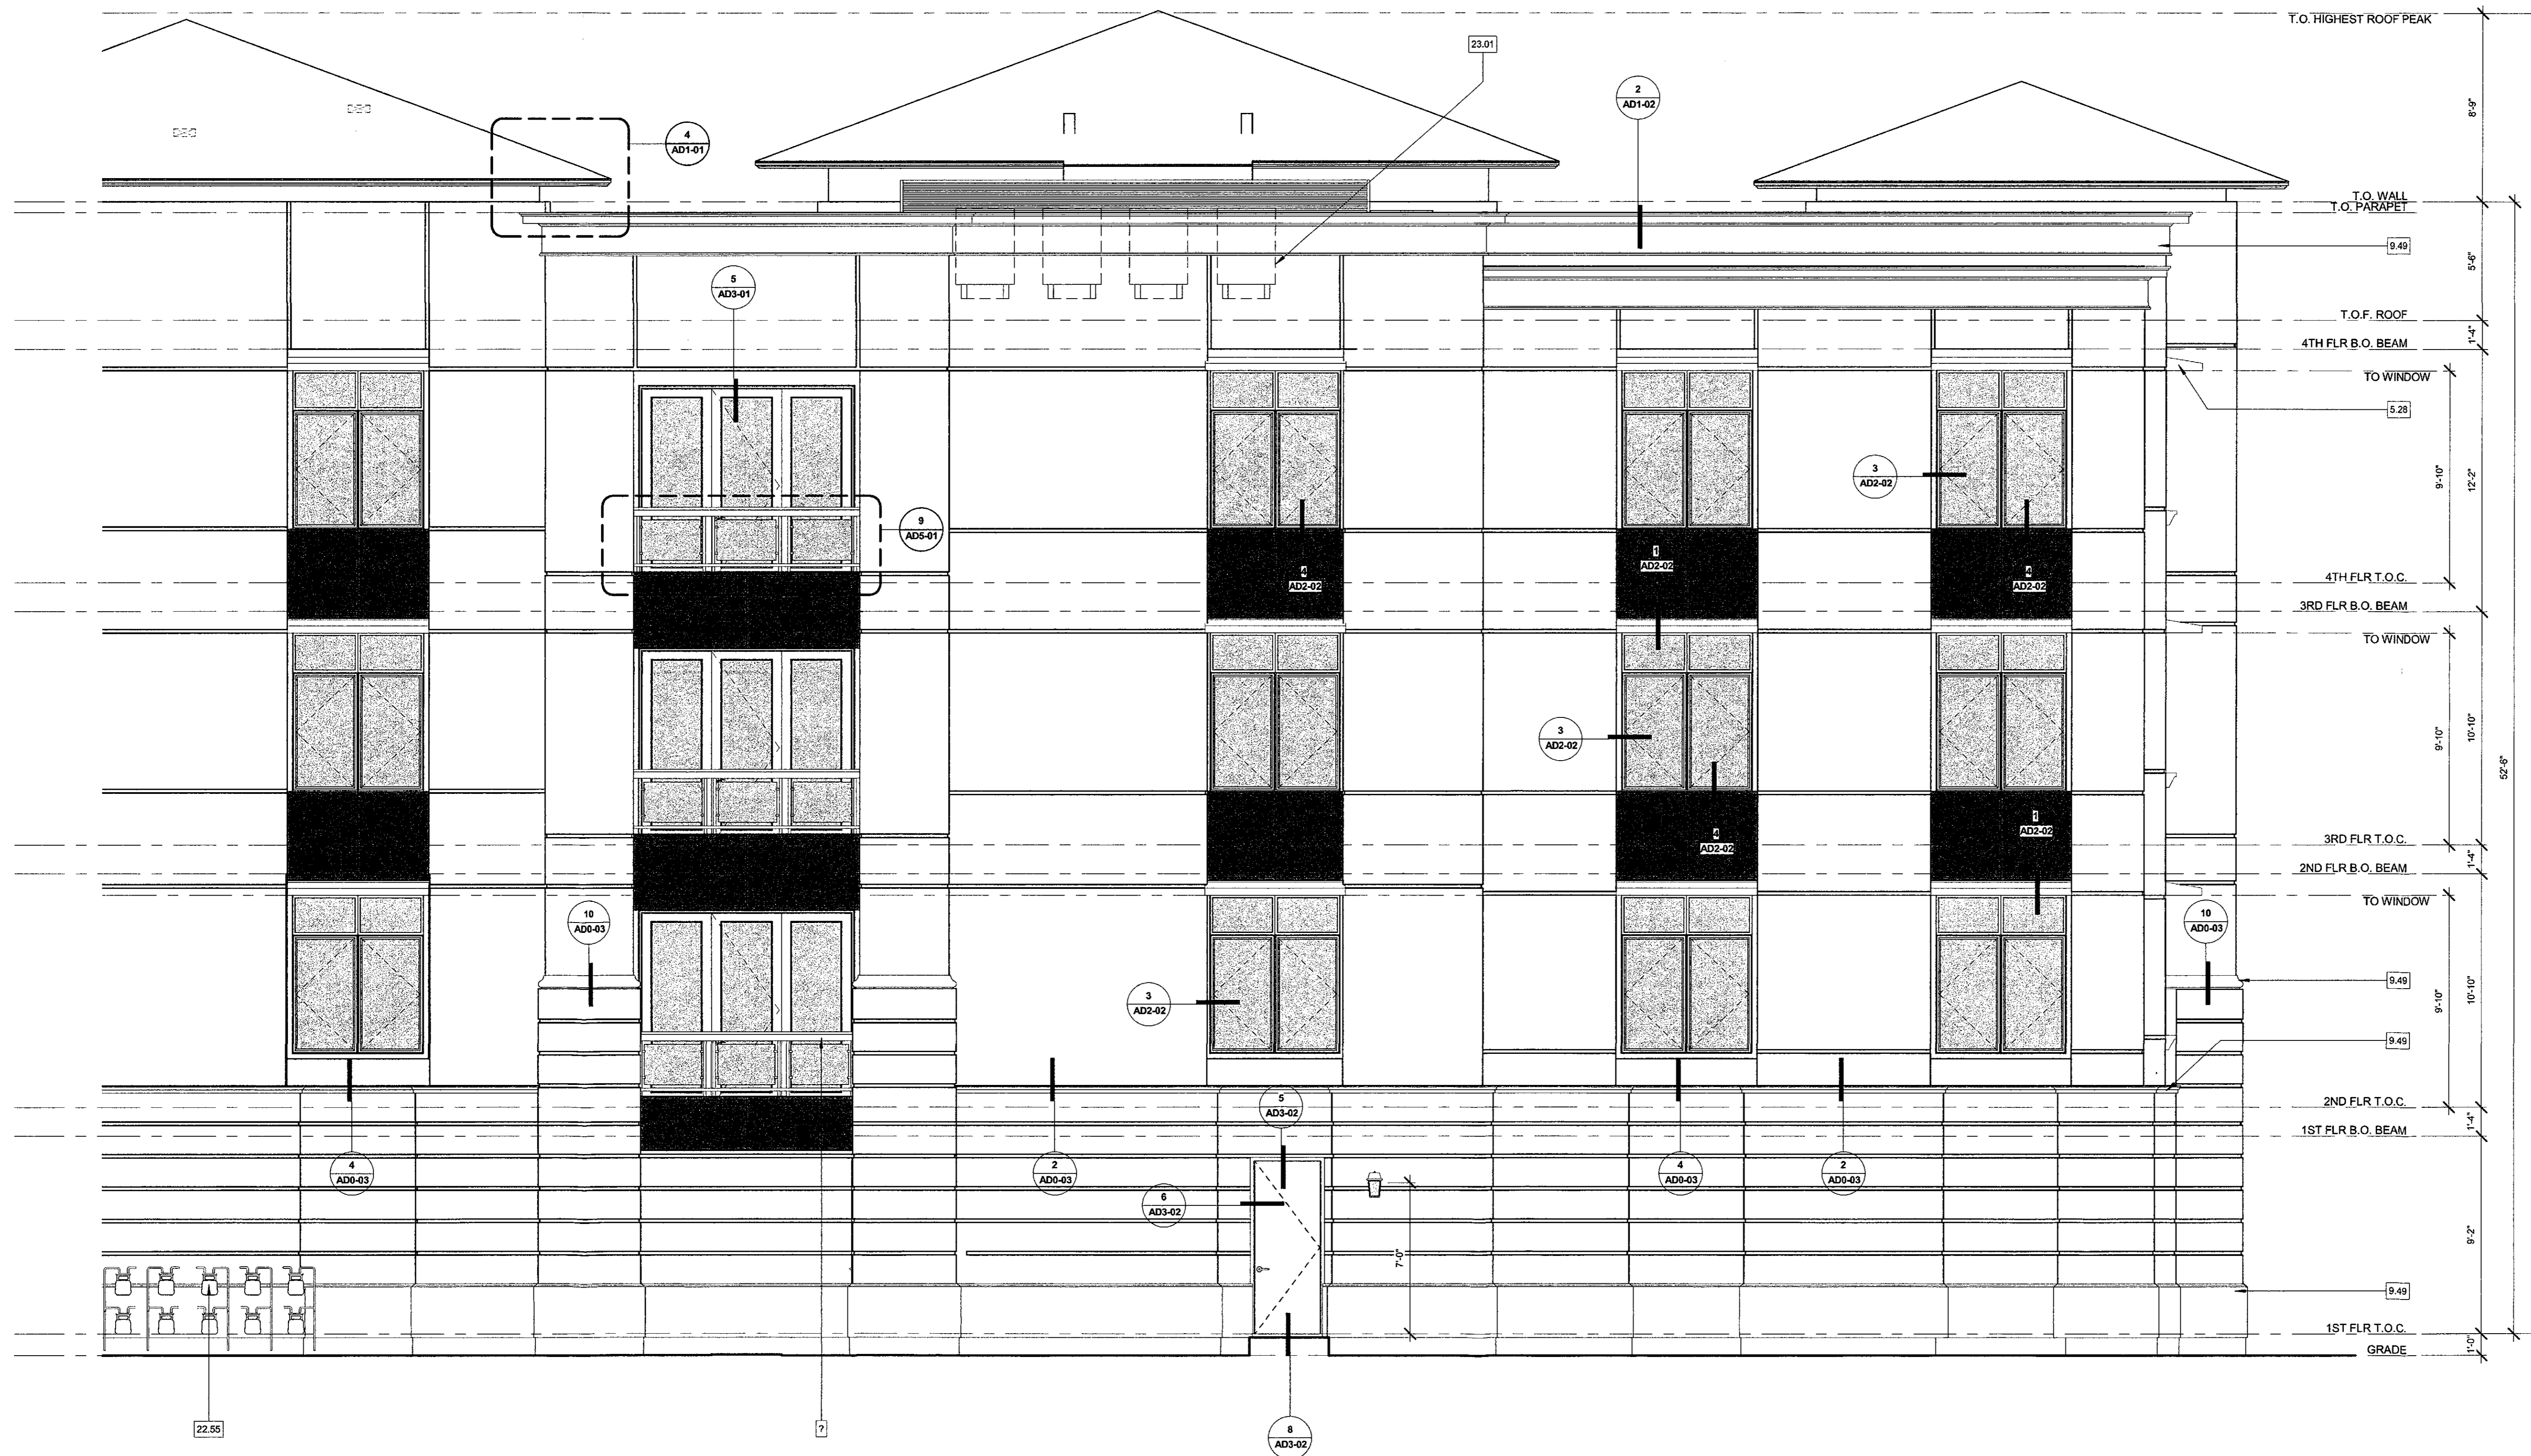 T.O. HIGHEST ROOF PEAK
23.01
2
AD1-02
8'-9"
4
AD1-01
T.O. WALL
T.O. PARAPET
9.49
5'-6"
5
AD3-01
T.O.F. ROOF
1'-4"
4TH FLR B.O. BEAM
TO WINDOW
5.28
3
AD2-02
9'-10"
12'-2"
9
AD5-01
1
AD2-02
4
AD2-02
4
AD2-02
4TH FLR T.O.C.
3RD FLR B.O. BEAM
TO WINDOW
3
AD2-02
9'-10"
10'-10"
52'-6"
1
AD2-02
4
AD2-02
3RD FLR T.O.C.
1'-4"
2ND FLR B.O. BEAM
TO WINDOW
10
AD0-03
10
AD0-03
9.49
3
AD2-02
9'-10"
10'-10"
9.49
2ND FLR T.O.C.
5
AD3-02
1'-4"
1ST FLR B.O. BEAM
4
AD0-03
2
AD0-03
4
AD0-03
2
AD0-03
6
AD3-02
7'-0"
9'-2"
9.49
1ST FLR T.O.C.
1'-0"
GRADE
22.55
?
8
AD3-02